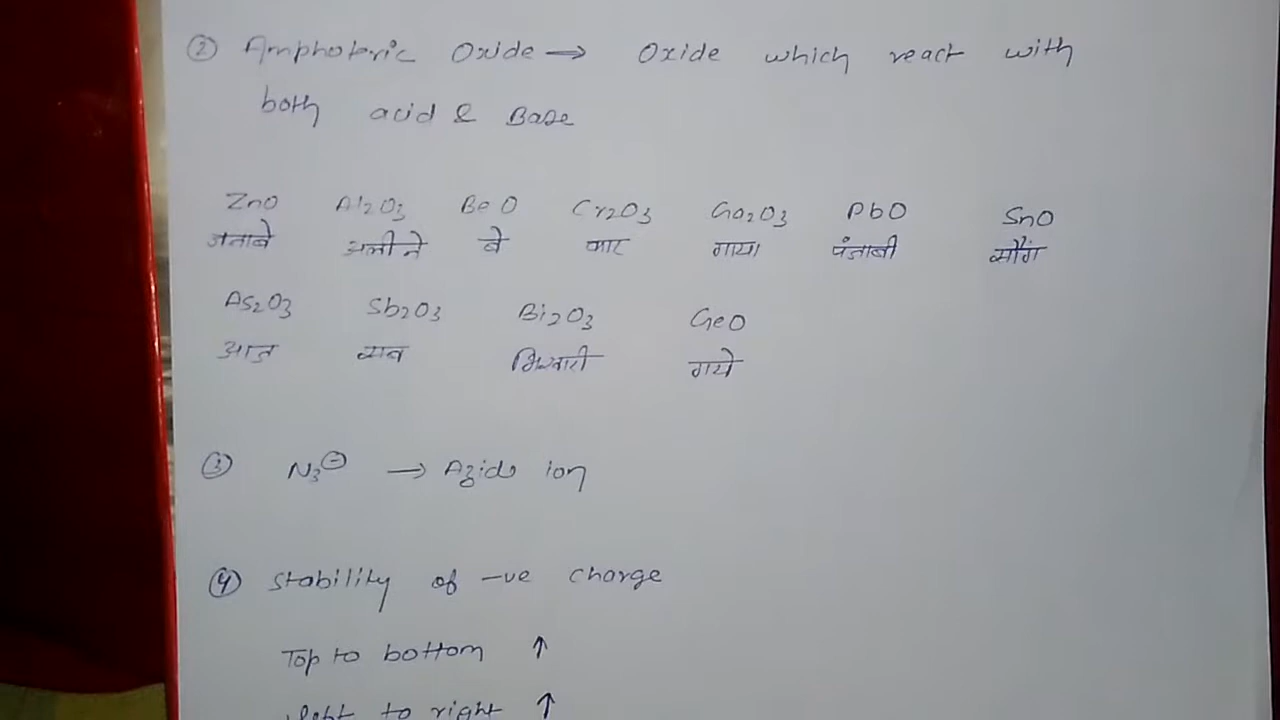 ② Amphoteric Oxide → Oxide which react with
both acid & Base
ZnO Al₂O₃ BeO Cr₂O₃ Ga₂O₃ PbO SnO
जनाबे अलीने बे कार गाया पंजाबी सौंग
As₂O₃ Sb₂O₃ Bi₂O₃ GeO
आज सब भिखारी गये
③ N₃⊖ → Azide ion
④ Stability of -ve charge
Top to bottom ↑
left to right ↑